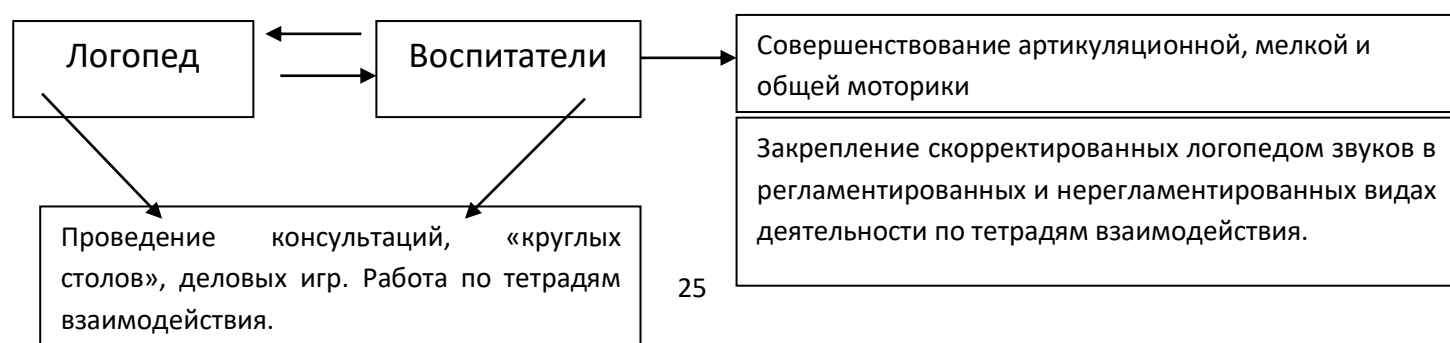 Логопед
Воспитатели
Совершенствование артикуляционной, мелкой и
общей моторики
Закрепление скорректированных логопедом звуков в
регламентированных и нерегламентированных видах
деятельности по тетрадям взаимодействия.
Проведение консультаций, «круглых
столов», деловых игр. Работа по тетрадям
взаимодействия.
25